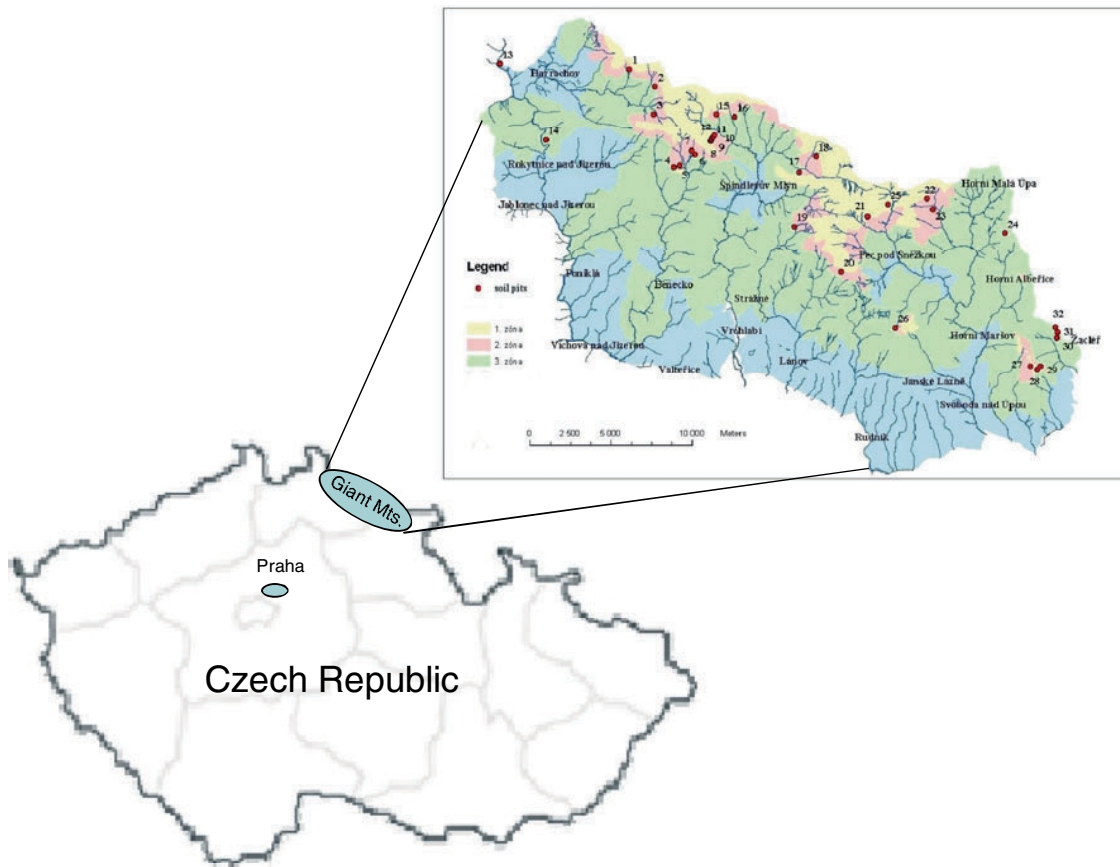 13
1
2
Harrachov
3
15
16
12
11
10
14
7
9
8
18
4
6
5
17
Rokytnice nad Jizerou
Špindlerův Mlýn
Horní Malá Úpa
25
22
Jablonec nad Jizerou
21
23
19
24
Pec pod Sněžkou
Legend
soil pits
20
Poniklá
Horní Albeřice
Benecko
Strážné
1. zóna
2. zóna
3. zóna
26
32
Vrchlabí
Horní Maršov
31
Žacléř
30
Víchová nad Jizerou
Lánov
Valteřice
27
29
28
Janské Lázně
Svoboda nad Úpou
Rudník
0 2 500 5 000 10 000 Meters
Giant Mts.
Praha
Czech Republic